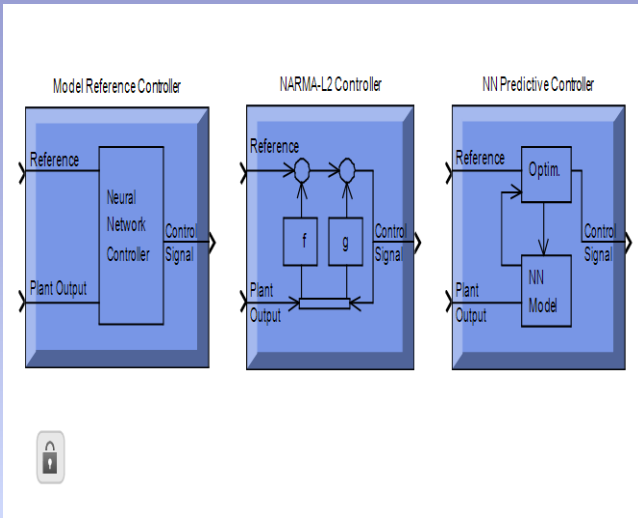 Model Reference Controller
Reference
Neural
Network
Controller
Control
Signal
Plant Output
NARMA-L2 Controller
Reference
f
g
Control
Signal
Plant
Output
NN Predictive Controller
Reference
Optim.
Control
Signal
NN
Model
Plant
Output